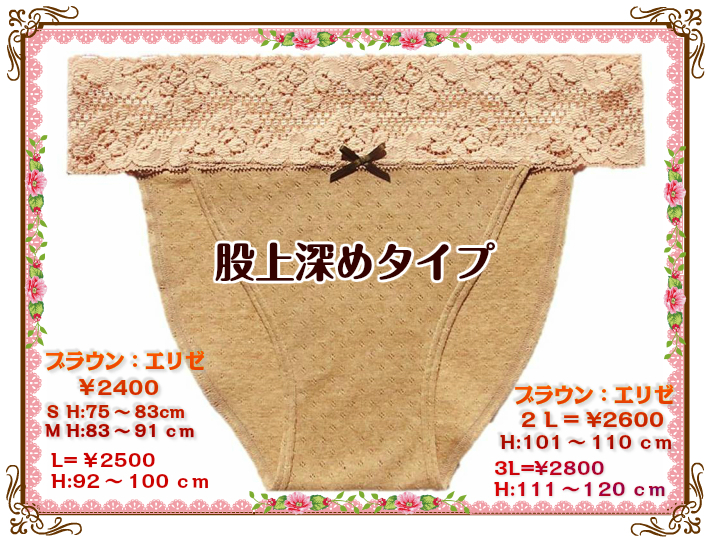 股上深めタイプ
ブラウン：エリゼ
￥2400
S H:75～83cm
M H:83～91 cm
L=￥2500
H:92～100 cm
ブラウン：エリゼ
2L=￥2600
H:101～110 cm
3L=¥2800
H:111～120 cm